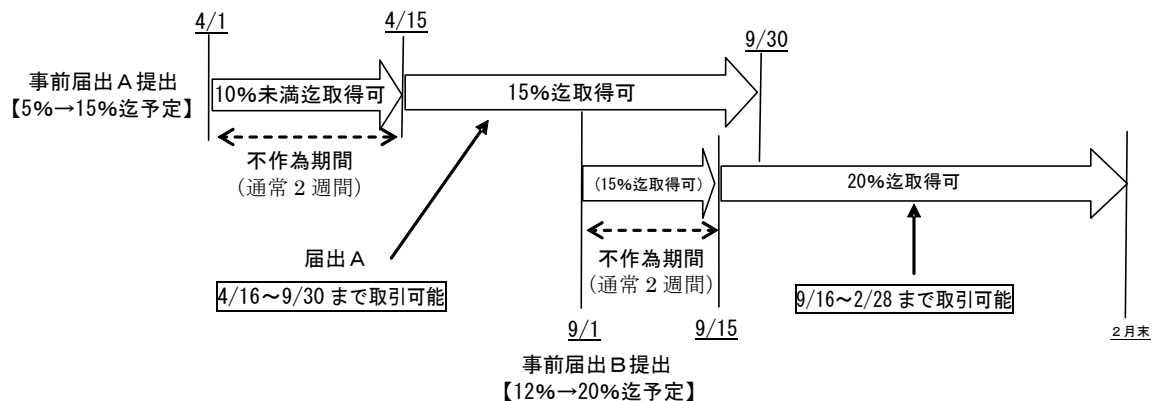 4/1
4/15
9/30
事前届出Ａ提出
【5%→15%迄予定】
10%未満迄取得可
15%迄取得可
不作為期間
（通常２週間）
（15%迄取得可）
20%迄取得可
届出Ａ
4/16～9/30 まで取引可能
不作為期間
（通常２週間）
9/16～2/28 まで取引可能
9/1
9/15
２月末
事前届出Ｂ提出
【12%→20%迄予定】